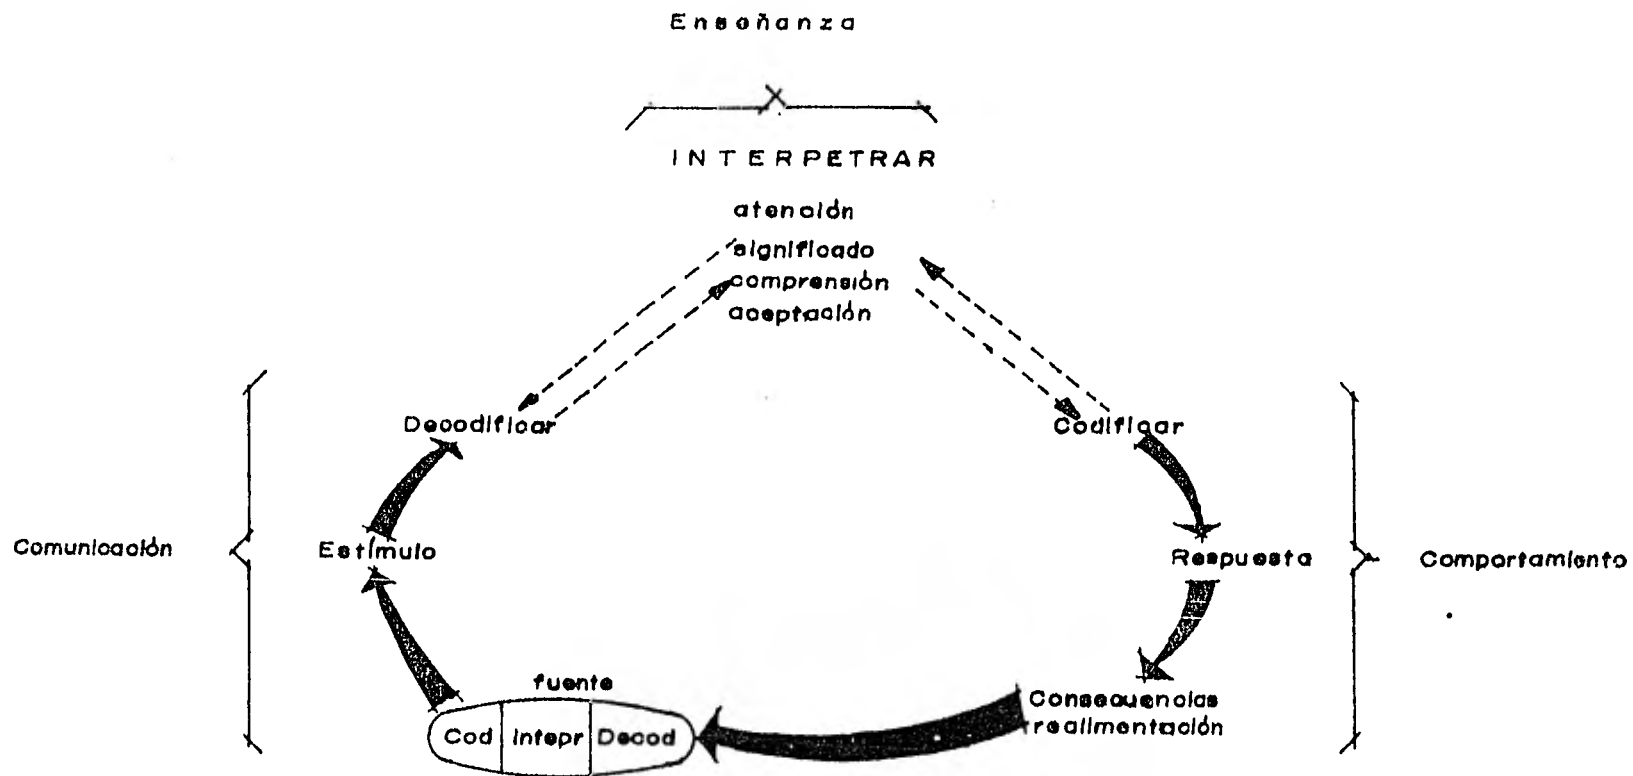 Enseñanza
INTERPETRAR
atención
significado
comprensión
aceptación
Decodificar
Codificar
Comunicación
Estímulo
Respuesta
Comportamiento
fuente
Cod Intepr Decod
Consecuencias
realimentación